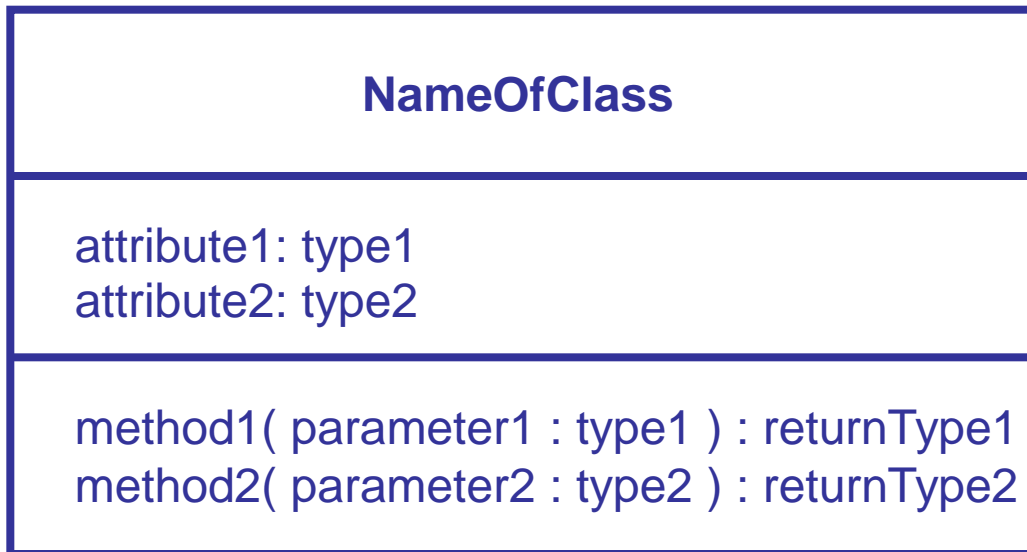 NameOfClass
attribute1: type1
attribute2: type2
method1( parameter1 : type1 ) : returnType1
method2( parameter2 : type2 ) : returnType2